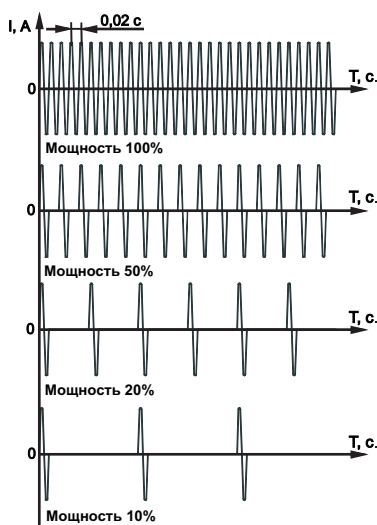 I, А
0,02 с
0
Т, с.
Мощность 100%
0
Т, с.
Мощность 50%
0
Т, с.
Мощность 20%
0
Т, с.
Мощность 10%